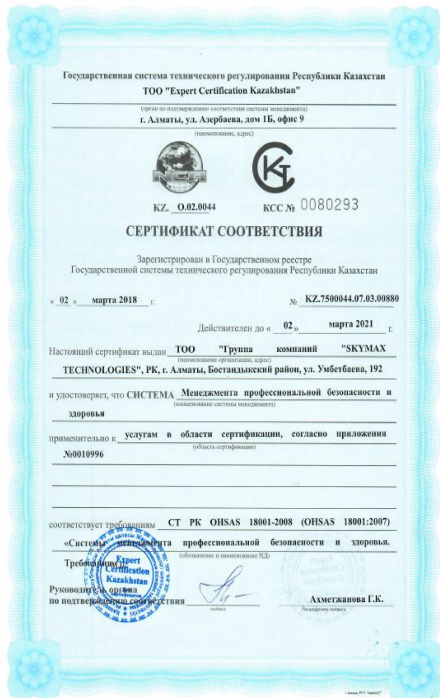 Государственная система технического регулирования Республики Казахстан
ТОО "Expert Certification Kazakhstan"
(орган по подтверждению соответствия системы менеджмента)
г. Алматы, ул. Азербаева, дом 1Б, офис 9
(наименование, адрес)
KZ. O.02.0044
КСС № 0080293
СЕРТИФИКАТ СООТВЕТСТВИЯ
Зарегистрирован в Государственном реестре
Государственной системы технического регулирования Республики Казахстан
« 02 » марта 2018 г.
№ KZ.7500044.07.03.00880
Действителен до « 02 » марта 2021 г.
Настоящий сертификат выдан ТОО "Группа компаний "SKYMAX
(наименование организации, адрес)
TECHNOLOGIES", РК, г. Алматы, Бостандыкский район, ул. Умбетбаева, 192
и удостоверяет, что СИСТЕМА Менеджмента профессиональной безопасности и
(наименование системы менеджмента)
здоровья
применительно к услугам в области сертификации, согласно приложения
(область сертификации)
№0010996
соответствует требованиям СТ РК OHSAS 18001-2008 (OHSAS 18001:2007)
«Системы менеджмента профессиональной безопасности и здоровья.
(обозначение и наименование НД)
Требования»
Expert
Certification
Kazakhstan
Руководитель органа
по подтверждению соответствия
Ахметжанова Г.К.
подпись
Расшифровка подписи